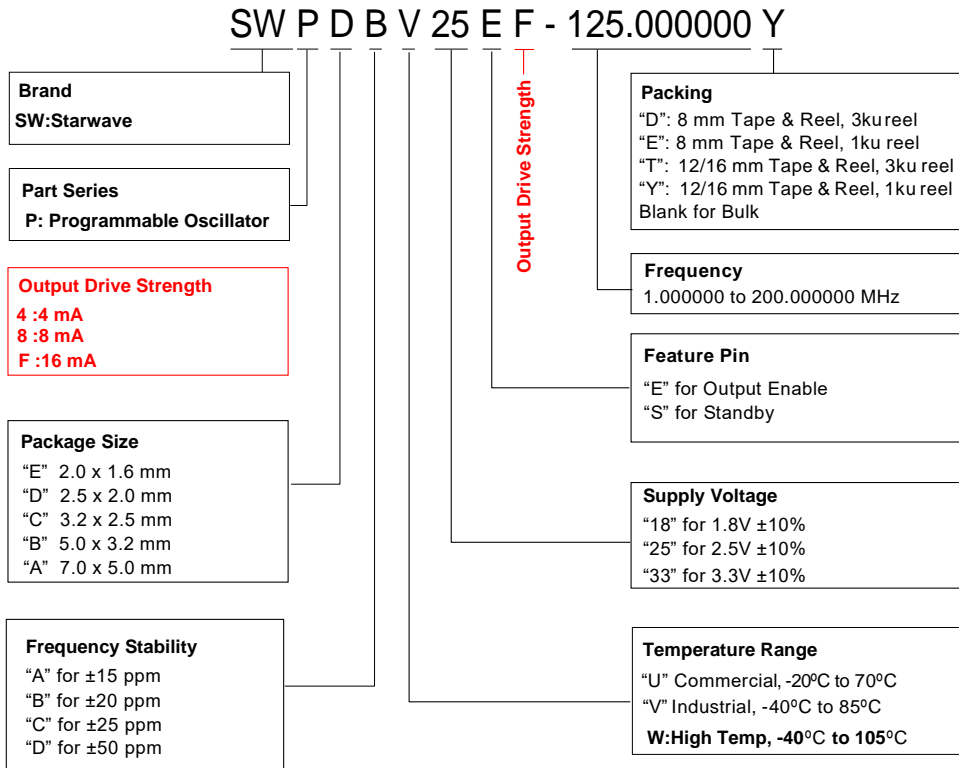 SW P D B V 25 E F - 125.000000 Y
Brand
SW:Starwave
Part Series
P: Programmable Oscillator
Output Drive Strength
4 :4 mA
8 :8 mA
F :16 mA
Package Size
“E” 2.0 x 1.6 mm
“D” 2.5 x 2.0 mm
“C” 3.2 x 2.5 mm
“B” 5.0 x 3.2 mm
“A” 7.0 x 5.0 mm
Frequency Stability
“A” for ±15 ppm
“B” for ±20 ppm
“C” for ±25 ppm
“D” for ±50 ppm
Output Drive Strength
Packing
“D”: 8 mm Tape & Reel, 3ku reel
“E”: 8 mm Tape & Reel, 1ku reel
“T”: 12/16 mm Tape & Reel, 3ku reel
“Y”: 12/16 mm Tape & Reel, 1ku reel
Blank for Bulk
Frequency
1.000000 to 200.000000 MHz
Feature Pin
“E” for Output Enable
“S” for Standby
Supply Voltage
“18” for 1.8V ±10%
“25” for 2.5V ±10%
“33” for 3.3V ±10%
Temperature Range
“U” Commercial, -20ºC to 70ºC
“V” Industrial, -40ºC to 85ºC
W:High Temp, -40ºC to 105ºC